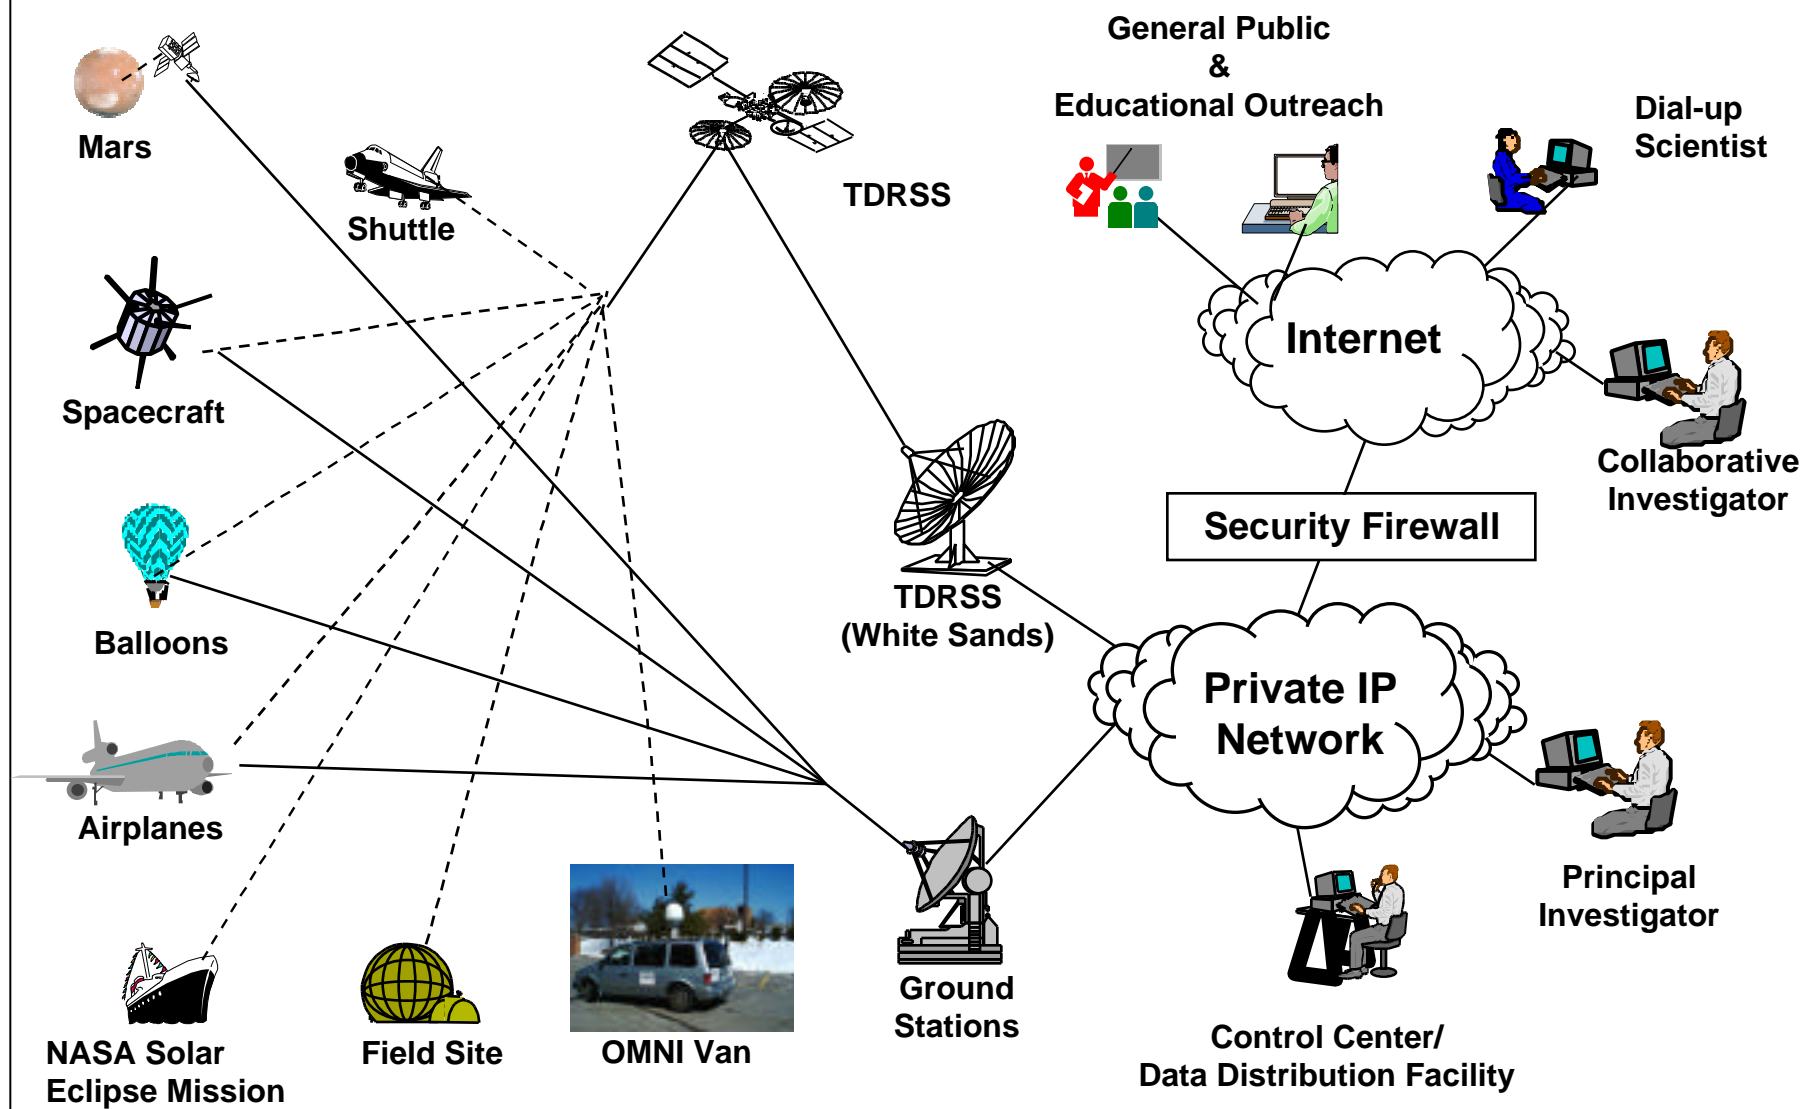 General Public
&
Educational Outreach
Dial-up
Scientist
Mars
Shuttle
TDRSS
Internet
Spacecraft
Collaborative
Investigator
Security Firewall
TDRSS
(White Sands)
Balloons
Private IP
Network
Airplanes
Principal
Investigator
Ground
Stations
NASA Solar
Eclipse Mission
Field Site
OMNI Van
Control Center/
Data Distribution Facility